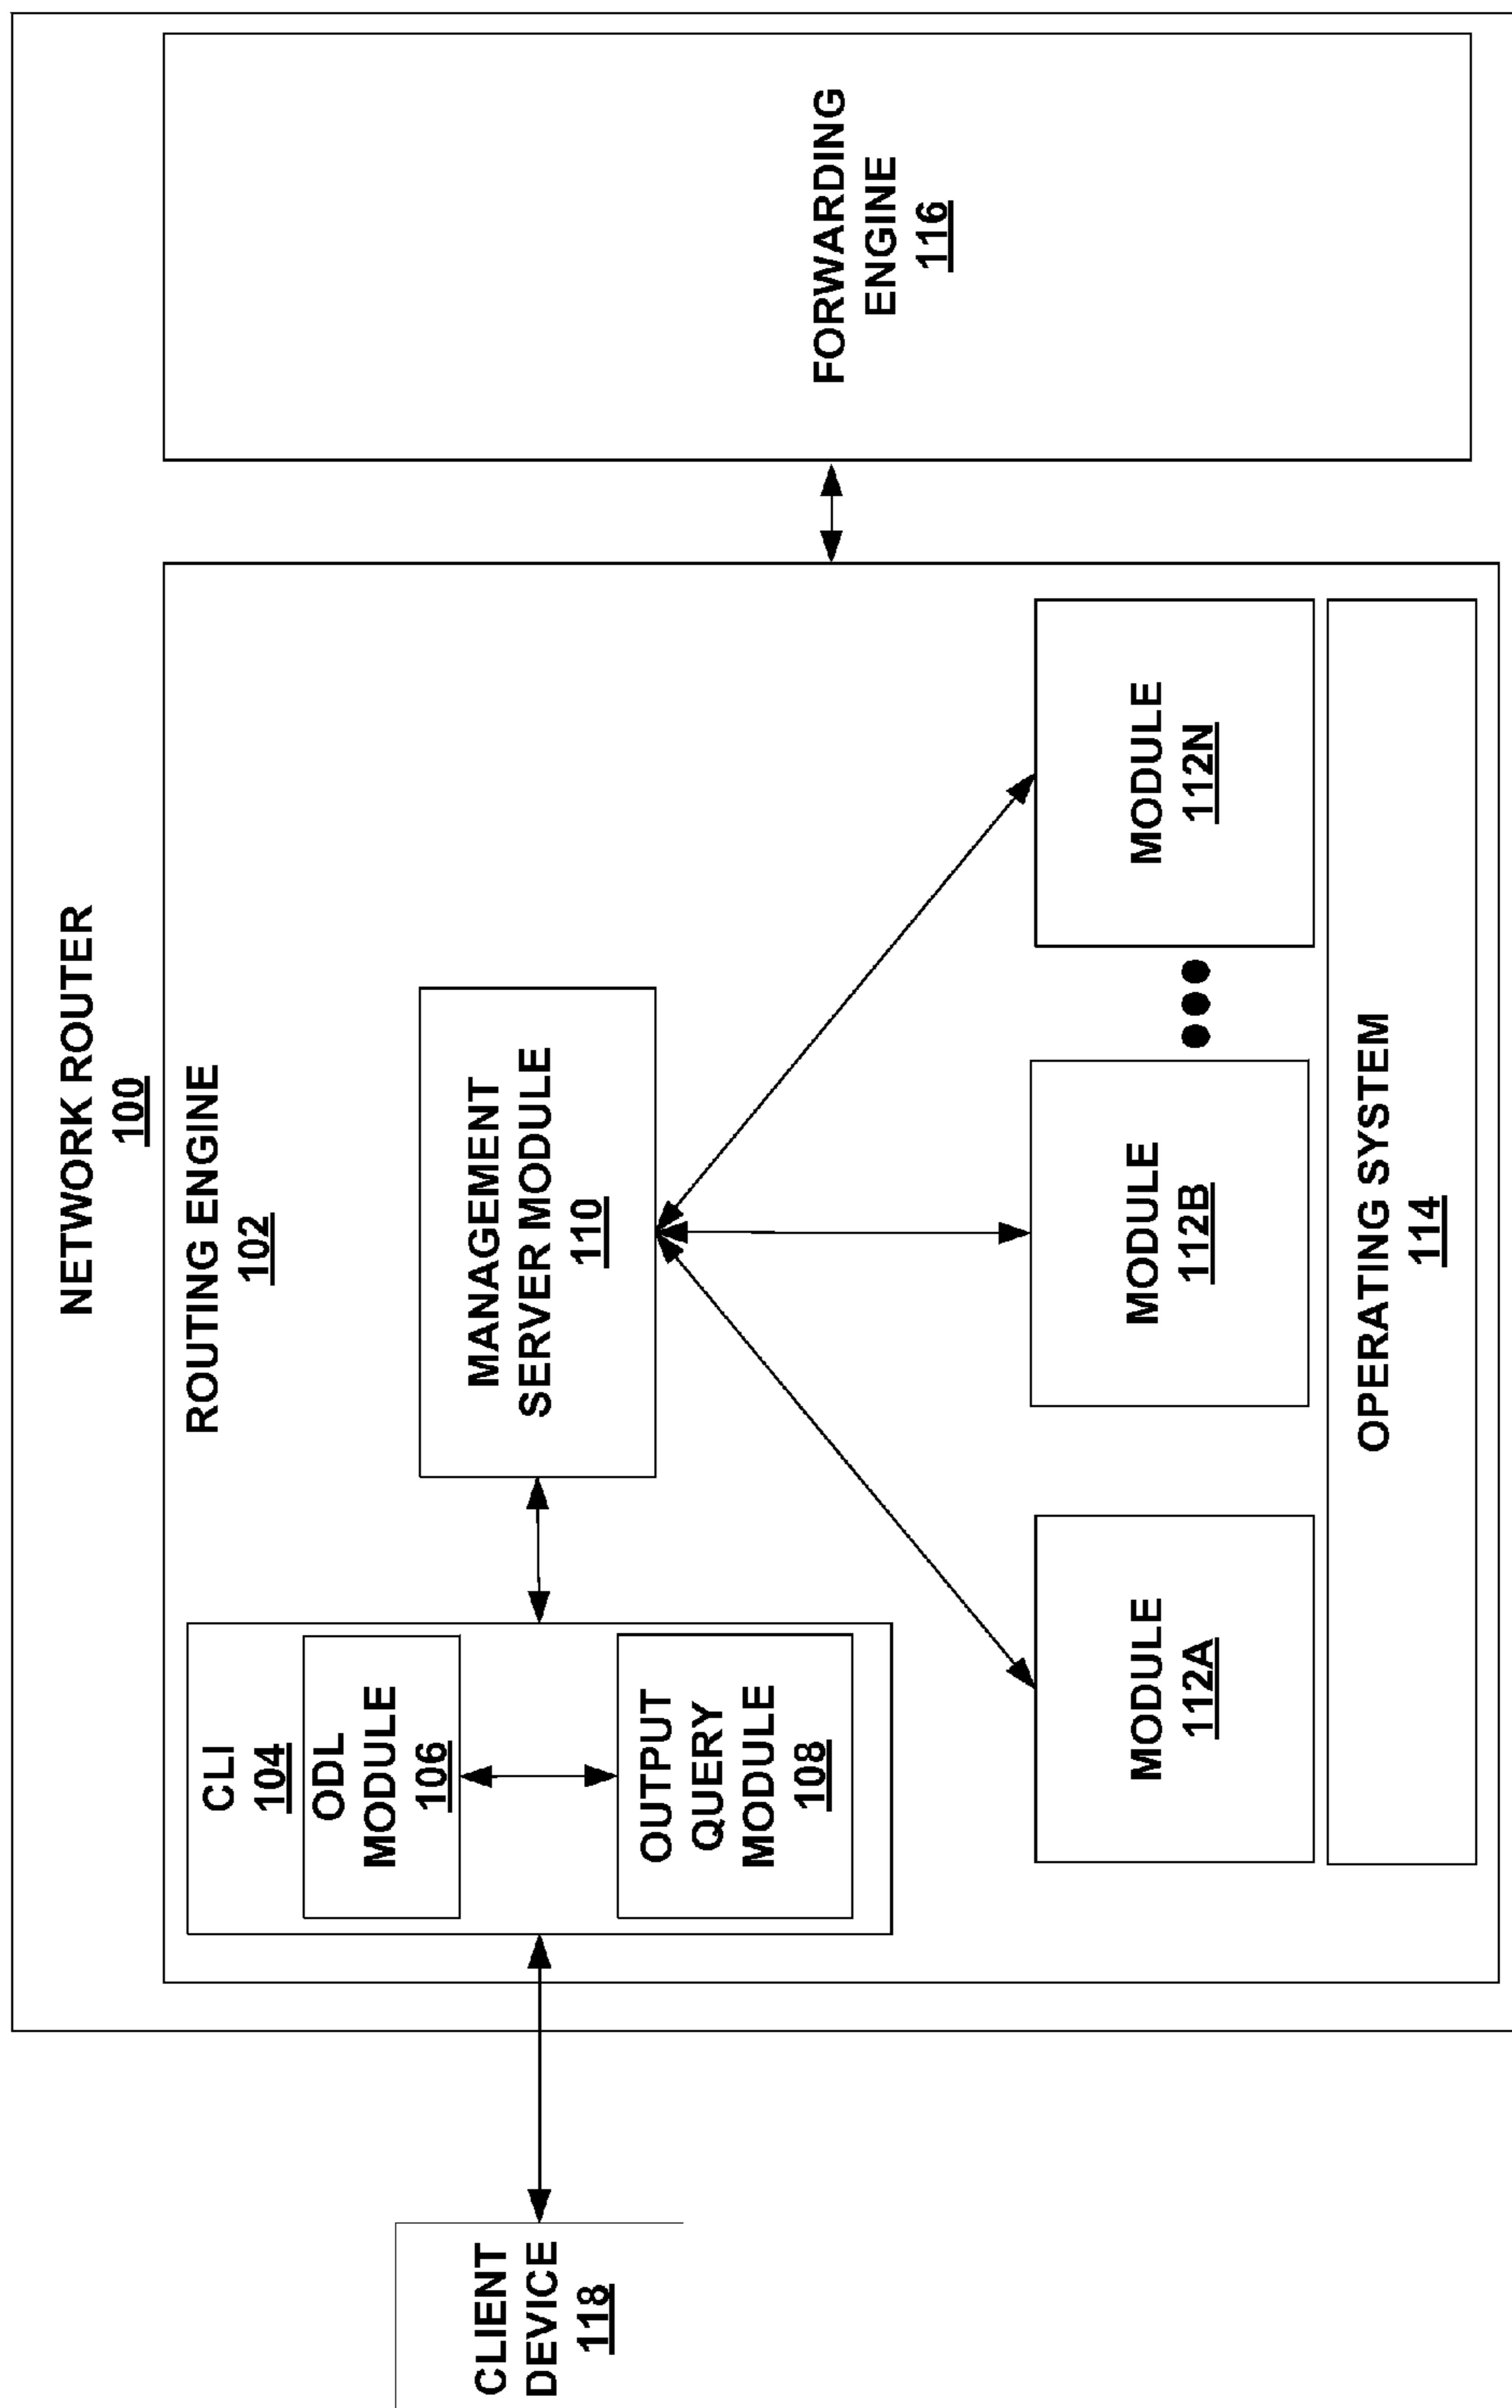 NETWORK ROUTER
100
ROUTING ENGINE
102
CLI
104
ODL
MODULE
106
OUTPUT
QUERY
MODULE
108
MANAGEMENT
SERVER MODULE
110
MODULE
112A
MODULE
112B
MODULE
112N
OPERATING SYSTEM
114
FORWARDING
ENGINE
116
CLIENT
DEVICE
118